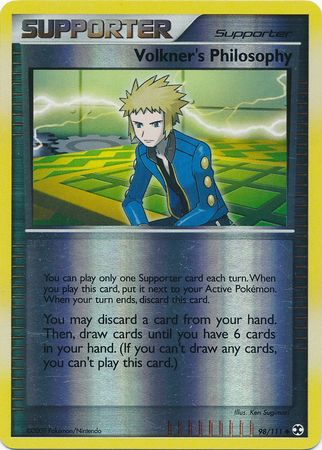 SUPPORTER Supporter
Volkner's Philosophy
You can play only one Supporter card each turn. When
you play this card, put it next to your Active Pokémon.
When your turn ends, discard this card.
You may discard a card from your hand.
Then, draw cards until you have 6 cards
in your hand. (If you can't draw any cards,
you can't play this card.)
Illus. Ken Sugimori
©2009 Pokémon/Nintendo 98/111